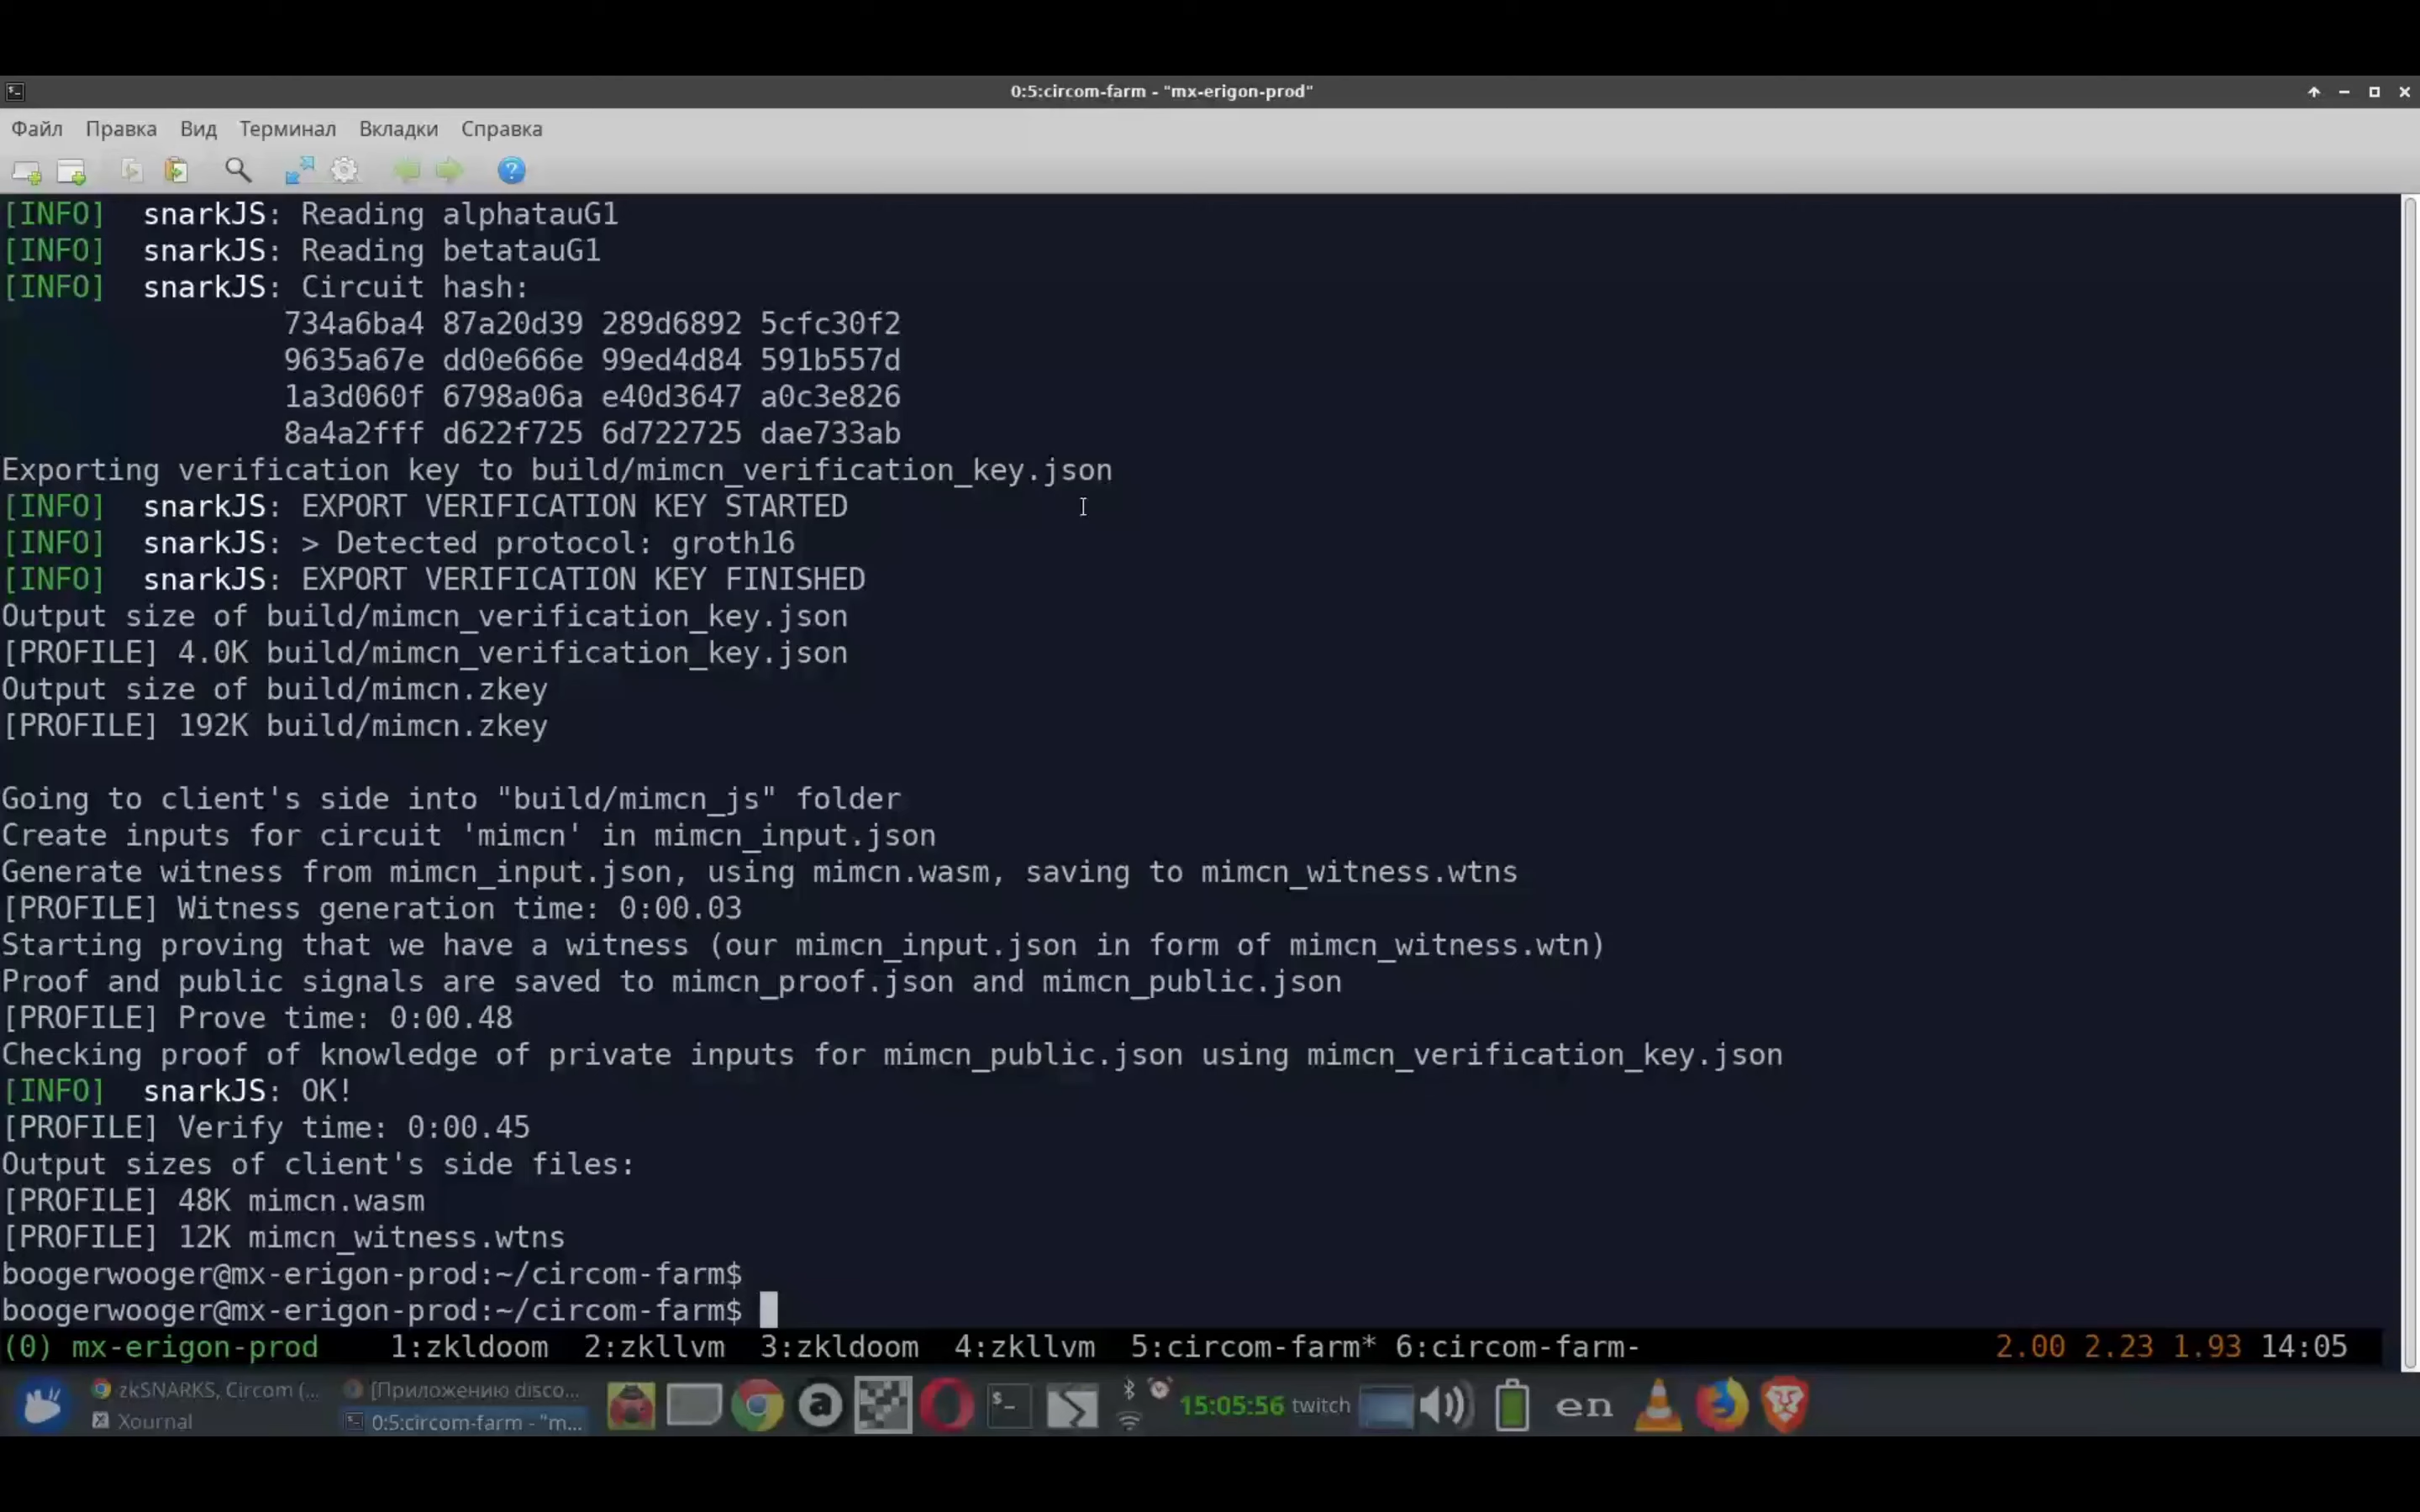 0:5:circom-farm - "mx-erigon-prod"
Файл Правка Вид Терминал Вкладки Справка
[INFO]  snarkJS: Reading alphatauG1
[INFO]  snarkJS: Reading betatauG1
[INFO]  snarkJS: Circuit hash:
734a6ba4 87a20d39 289d6892 5cfc30f2
9635a67e dd0e666e 99ed4d84 591b557d
1a3d060f 6798a06a e40d3647 a0c3e826
8a4a2fff d622f725 6d722725 dae733ab
Exporting verification key to build/mimcn_verification_key.json
[INFO]  snarkJS: EXPORT VERIFICATION KEY STARTED
[INFO]  snarkJS: > Detected protocol: groth16
[INFO]  snarkJS: EXPORT VERIFICATION KEY FINISHED
Output size of build/mimcn_verification_key.json
[PROFILE] 4.0K build/mimcn_verification_key.json
Output size of build/mimcn.zkey
[PROFILE] 192K build/mimcn.zkey
Going to client's side into "build/mimcn_js" folder
Create inputs for circuit 'mimcn' in mimcn_input.json
Generate witness from mimcn_input.json, using mimcn.wasm, saving to mimcn_witness.wtns
[PROFILE] Witness generation time: 0:00.03
Starting proving that we have a witness (our mimcn_input.json in form of mimcn_witness.wtn)
Proof and public signals are saved to mimcn_proof.json and mimcn_public.json
[PROFILE] Prove time: 0:00.48
Checking proof of knowledge of private inputs for mimcn_public.json using mimcn_verification_key.json
[INFO]  snarkJS: OK!
[PROFILE] Verify time: 0:00.45
Output sizes of client's side files:
[PROFILE] 48K mimcn.wasm
[PROFILE] 12K mimcn_witness.wtns
boogerwooger@mx-erigon-prod:~/circom-farm$
boogerwooger@mx-erigon-prod:~/circom-farm$
(0) mx-erigon-prod 1:zkldoom 2:zkllvm 3:zkldoom 4:zkllvm 5:circom-farm* 6:circom-farm- 2.00 2.23 1.93 14:05
zkSNARKS, Circom (... [Приложению disco...
Xournal 0:5:circom-farm - "m... 15:05:56 twitch en